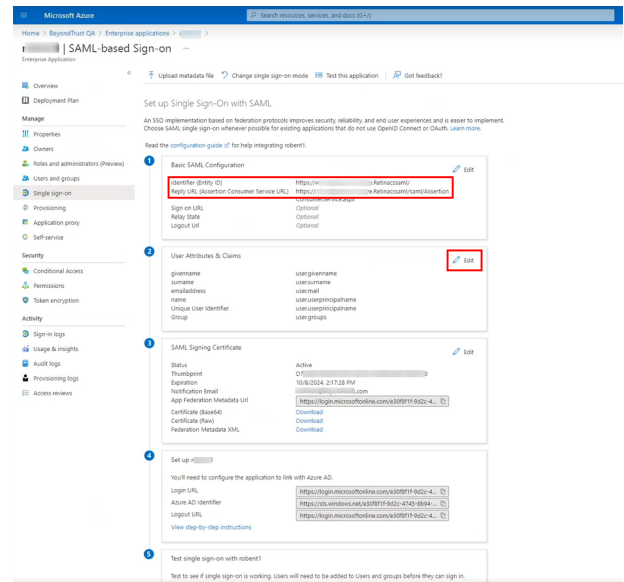 Microsoft Azure
Search resources, services, and docs (G+/)
Home > BeyondTrust QA > Enterprise applications >
| SAML-based Sign-on ...
Enterprise Application
Upload metadata file
Change single sign-on mode
Test this application
Got feedback?
Overview
Deployment Plan
Manage
Properties
Owners
Roles and administrators (Preview)
Users and groups
Single sign-on
Provisioning
Application proxy
Self-service
Security
Conditional Access
Permissions
Token encryption
Activity
Sign-in logs
Usage & insights
Audit logs
Provisioning logs
Access reviews
Set up Single Sign-On with SAML
An SSO implementation based on federation protocols improves security, reliability, and end user experiences and is easier to implement.
Choose SAML single sign-on whenever possible for existing applications that do not use OpenID Connect or OAuth. Learn more.
Read the configuration guide for help integrating robent1.
1
Basic SAML Configuration
Edit
Identifier (Entity ID) https:// e.Retinacssaml/
Reply URL (Assertion Consumer Service URL) https:// e.Retinacssaml/saml/Assertion
ConsumerService.aspx
Sign on URL Optional
Relay State Optional
Logout Url Optional
2
User Attributes & Claims
Edit
givenname user.givenname
surname user.surname
emailaddress user.mail
name user.userprincipalname
Unique User Identifier user.userprincipalname
Group user.groups
3
SAML Signing Certificate
Edit
Status Active
Thumbprint D7
Expiration 10/8/2024, 2:17:28 PM
Notification Email .com
App Federation Metadata Url https://login.microsoftonline.com/e30f8f1f-9d2c-4...
Certificate (Base64) Download
Certificate (Raw) Download
Federation Metadata XML Download
4
Set up
You'll need to configure the application to link with Azure AD.
Login URL https://login.microsoftonline.com/e30f8f1f-9d2c-4...
Azure AD Identifier https://sts.windows.net/e30f8f1f-9d2c-4745-8b94-...
Logout URL https://login.microsoftonline.com/e30f8f1f-9d2c-4...
View step-by-step instructions
5
Test single sign-on with robent1
Test to see if single sign-on is working. Users will need to be added to Users and groups before they can sign in.